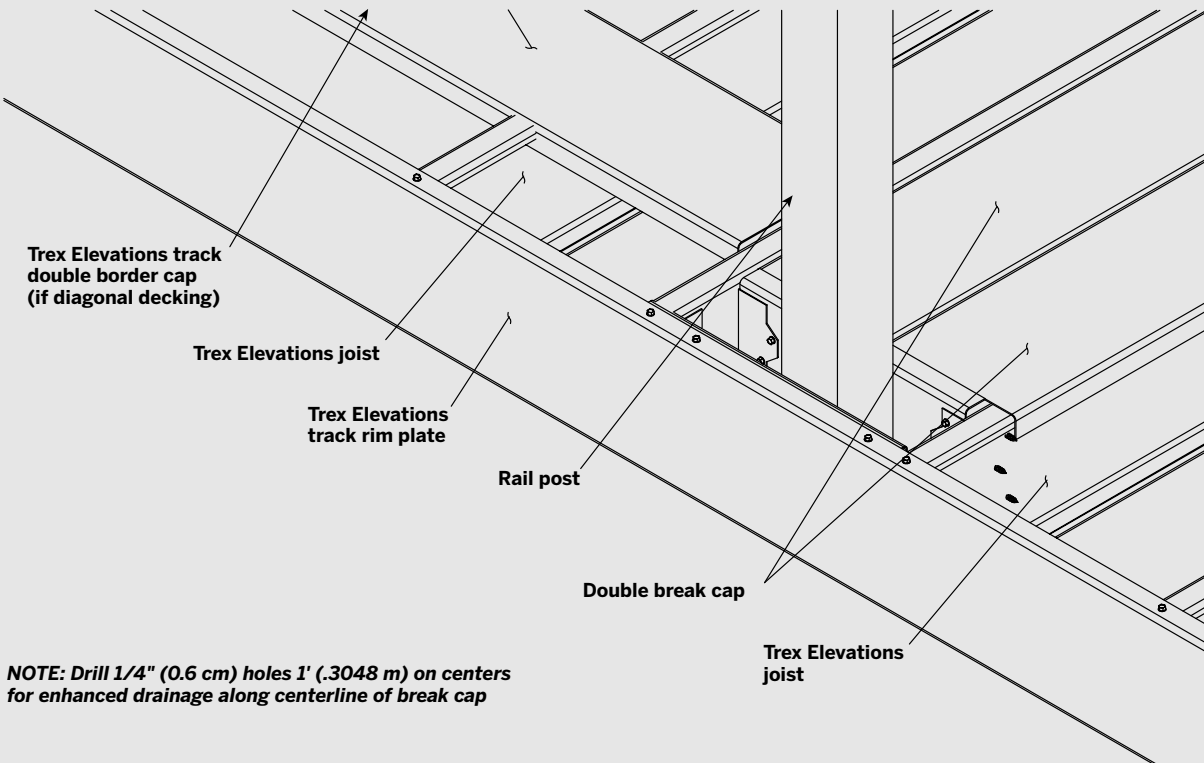 Trex Elevations track
double border cap
(if diagonal decking)
Trex Elevations joist
Trex Elevations
track rim plate
Rail post
Double break cap
Trex Elevations
joist
NOTE: Drill 1/4" (0.6 cm) holes 1' (.3048 m) on centers
for enhanced drainage along centerline of break cap